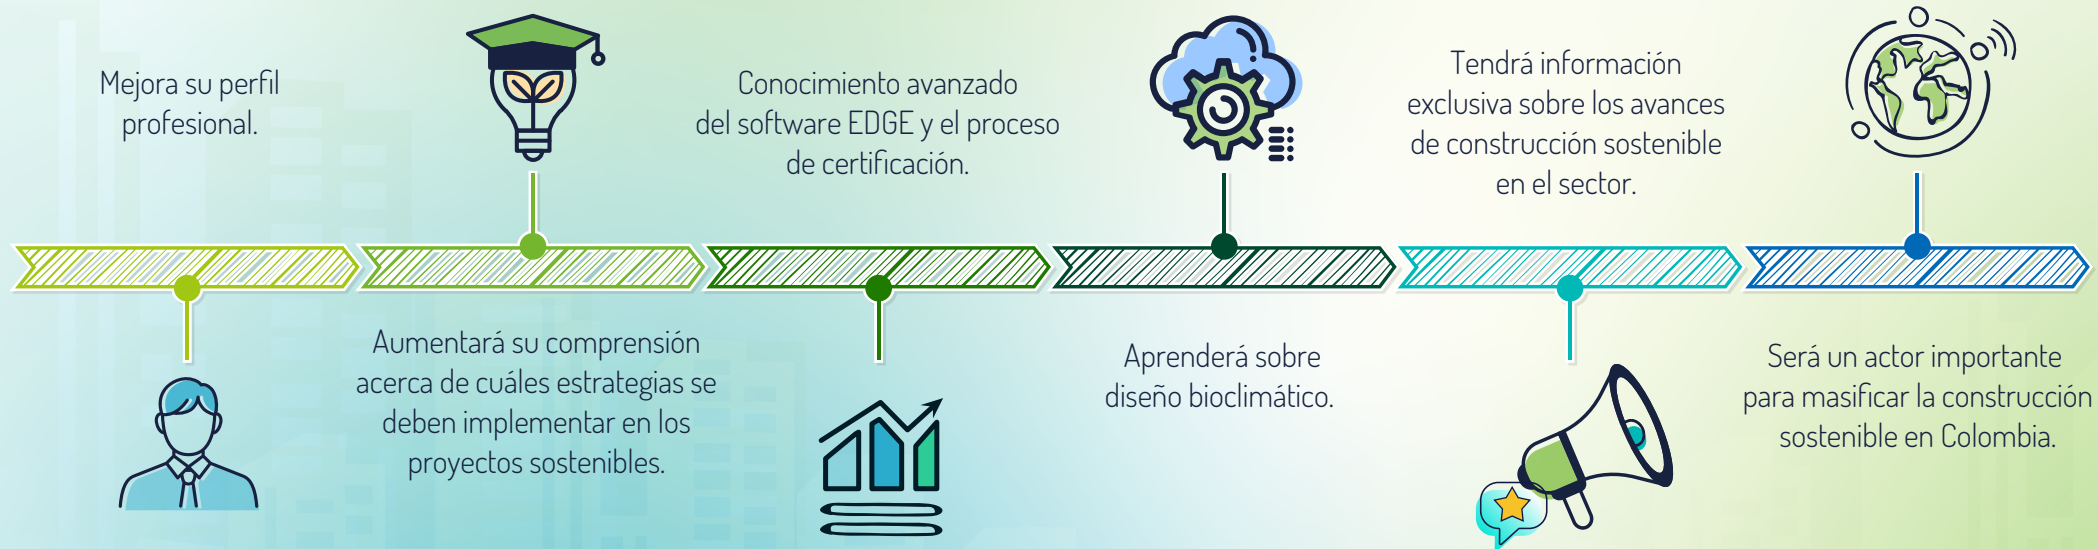 Mejora su perfil
profesional.
Aumentará su comprensión
acerca de cuáles estrategias se
deben implementar en los
proyectos sostenibles.
Conocimiento avanzado
del software EDGE y el proceso
de certificación.
Aprenderá sobre
diseño bioclimático.
Tendrá información
exclusiva sobre los avances
de construcción sostenible
en el sector.
Será un actor importante
para masificar la construcción
sostenible en Colombia.